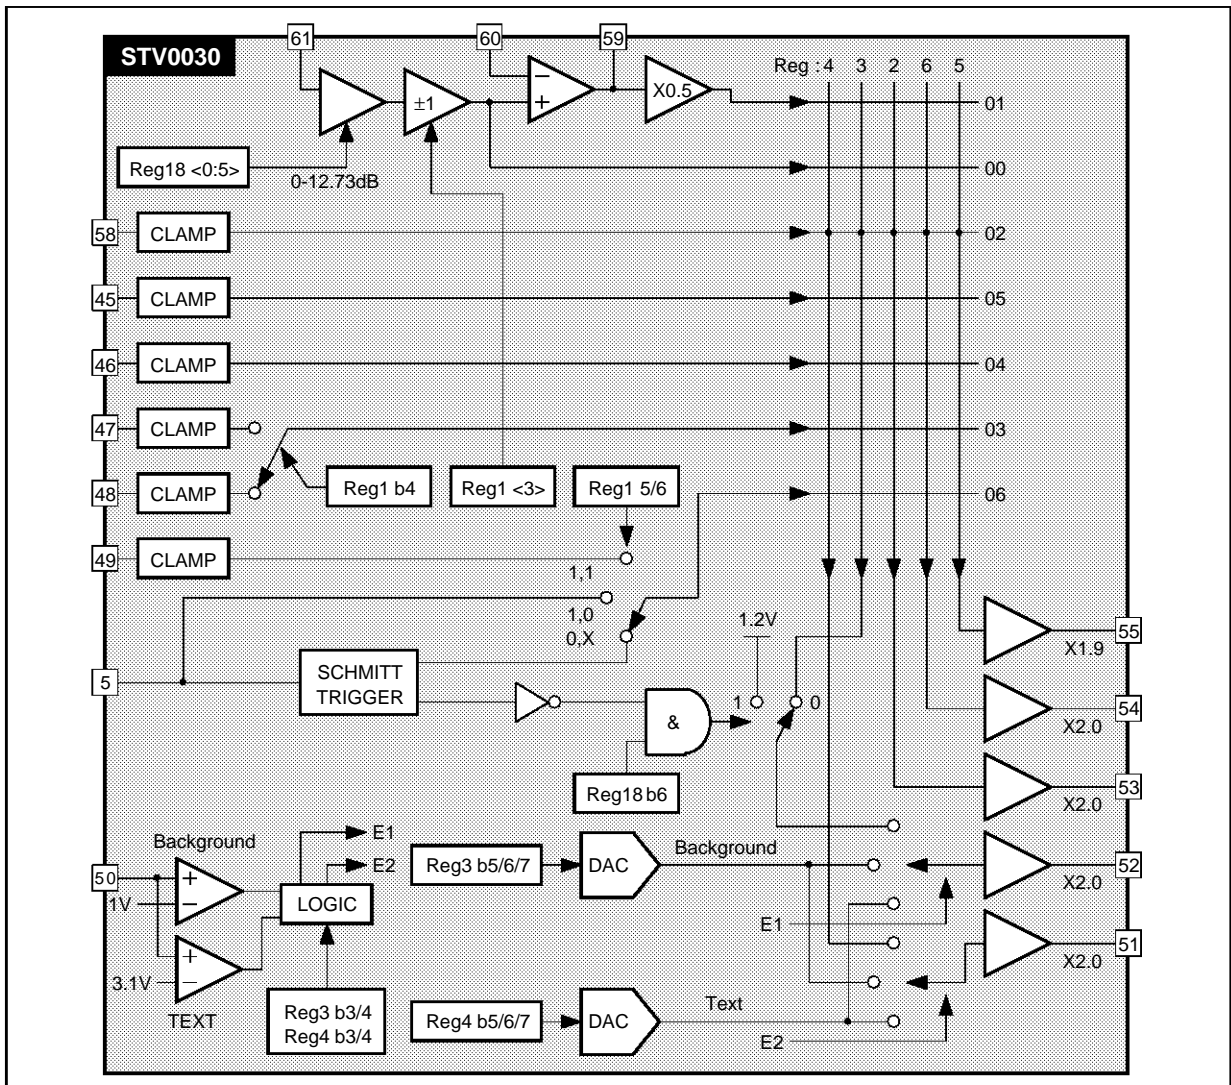 STV0030
61
60
59
Reg : 4 3 2 6 5
±1
−
+
X0.5
01
Reg18 <0:5>
0-12.73dB
00
58 CLAMP 02
45 CLAMP 05
46 CLAMP 04
47 CLAMP 03
48 CLAMP Reg1 b4 Reg1 <3> Reg1 5/6 06
49 CLAMP
1,1
1,0
0,X
1.2V
55
X1.9
5
SCHMITT
TRIGGER
&
1 0
54
X2.0
Reg18 b6
53
X2.0
Background
E1
E2
50
+
−
1V
LOGIC
Reg3 b5/6/7 DAC Background
52
X2.0
E1
+
−
3.1V
TEXT
51
X2.0
Reg3 b3/4
Reg4 b3/4
Reg4 b5/6/7 DAC Text
E2